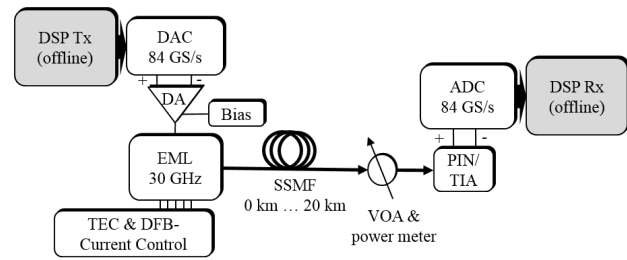 DSP Tx
(offline)
DAC
84 GS/s
+ -
DA
Bias
EML
30 GHz
TEC & DFB-
Current Control
SSMF
0 km … 20 km
VOA &
power meter
ADC
84 GS/s
+ -
PIN/
TIA
DSP Rx
(offline)